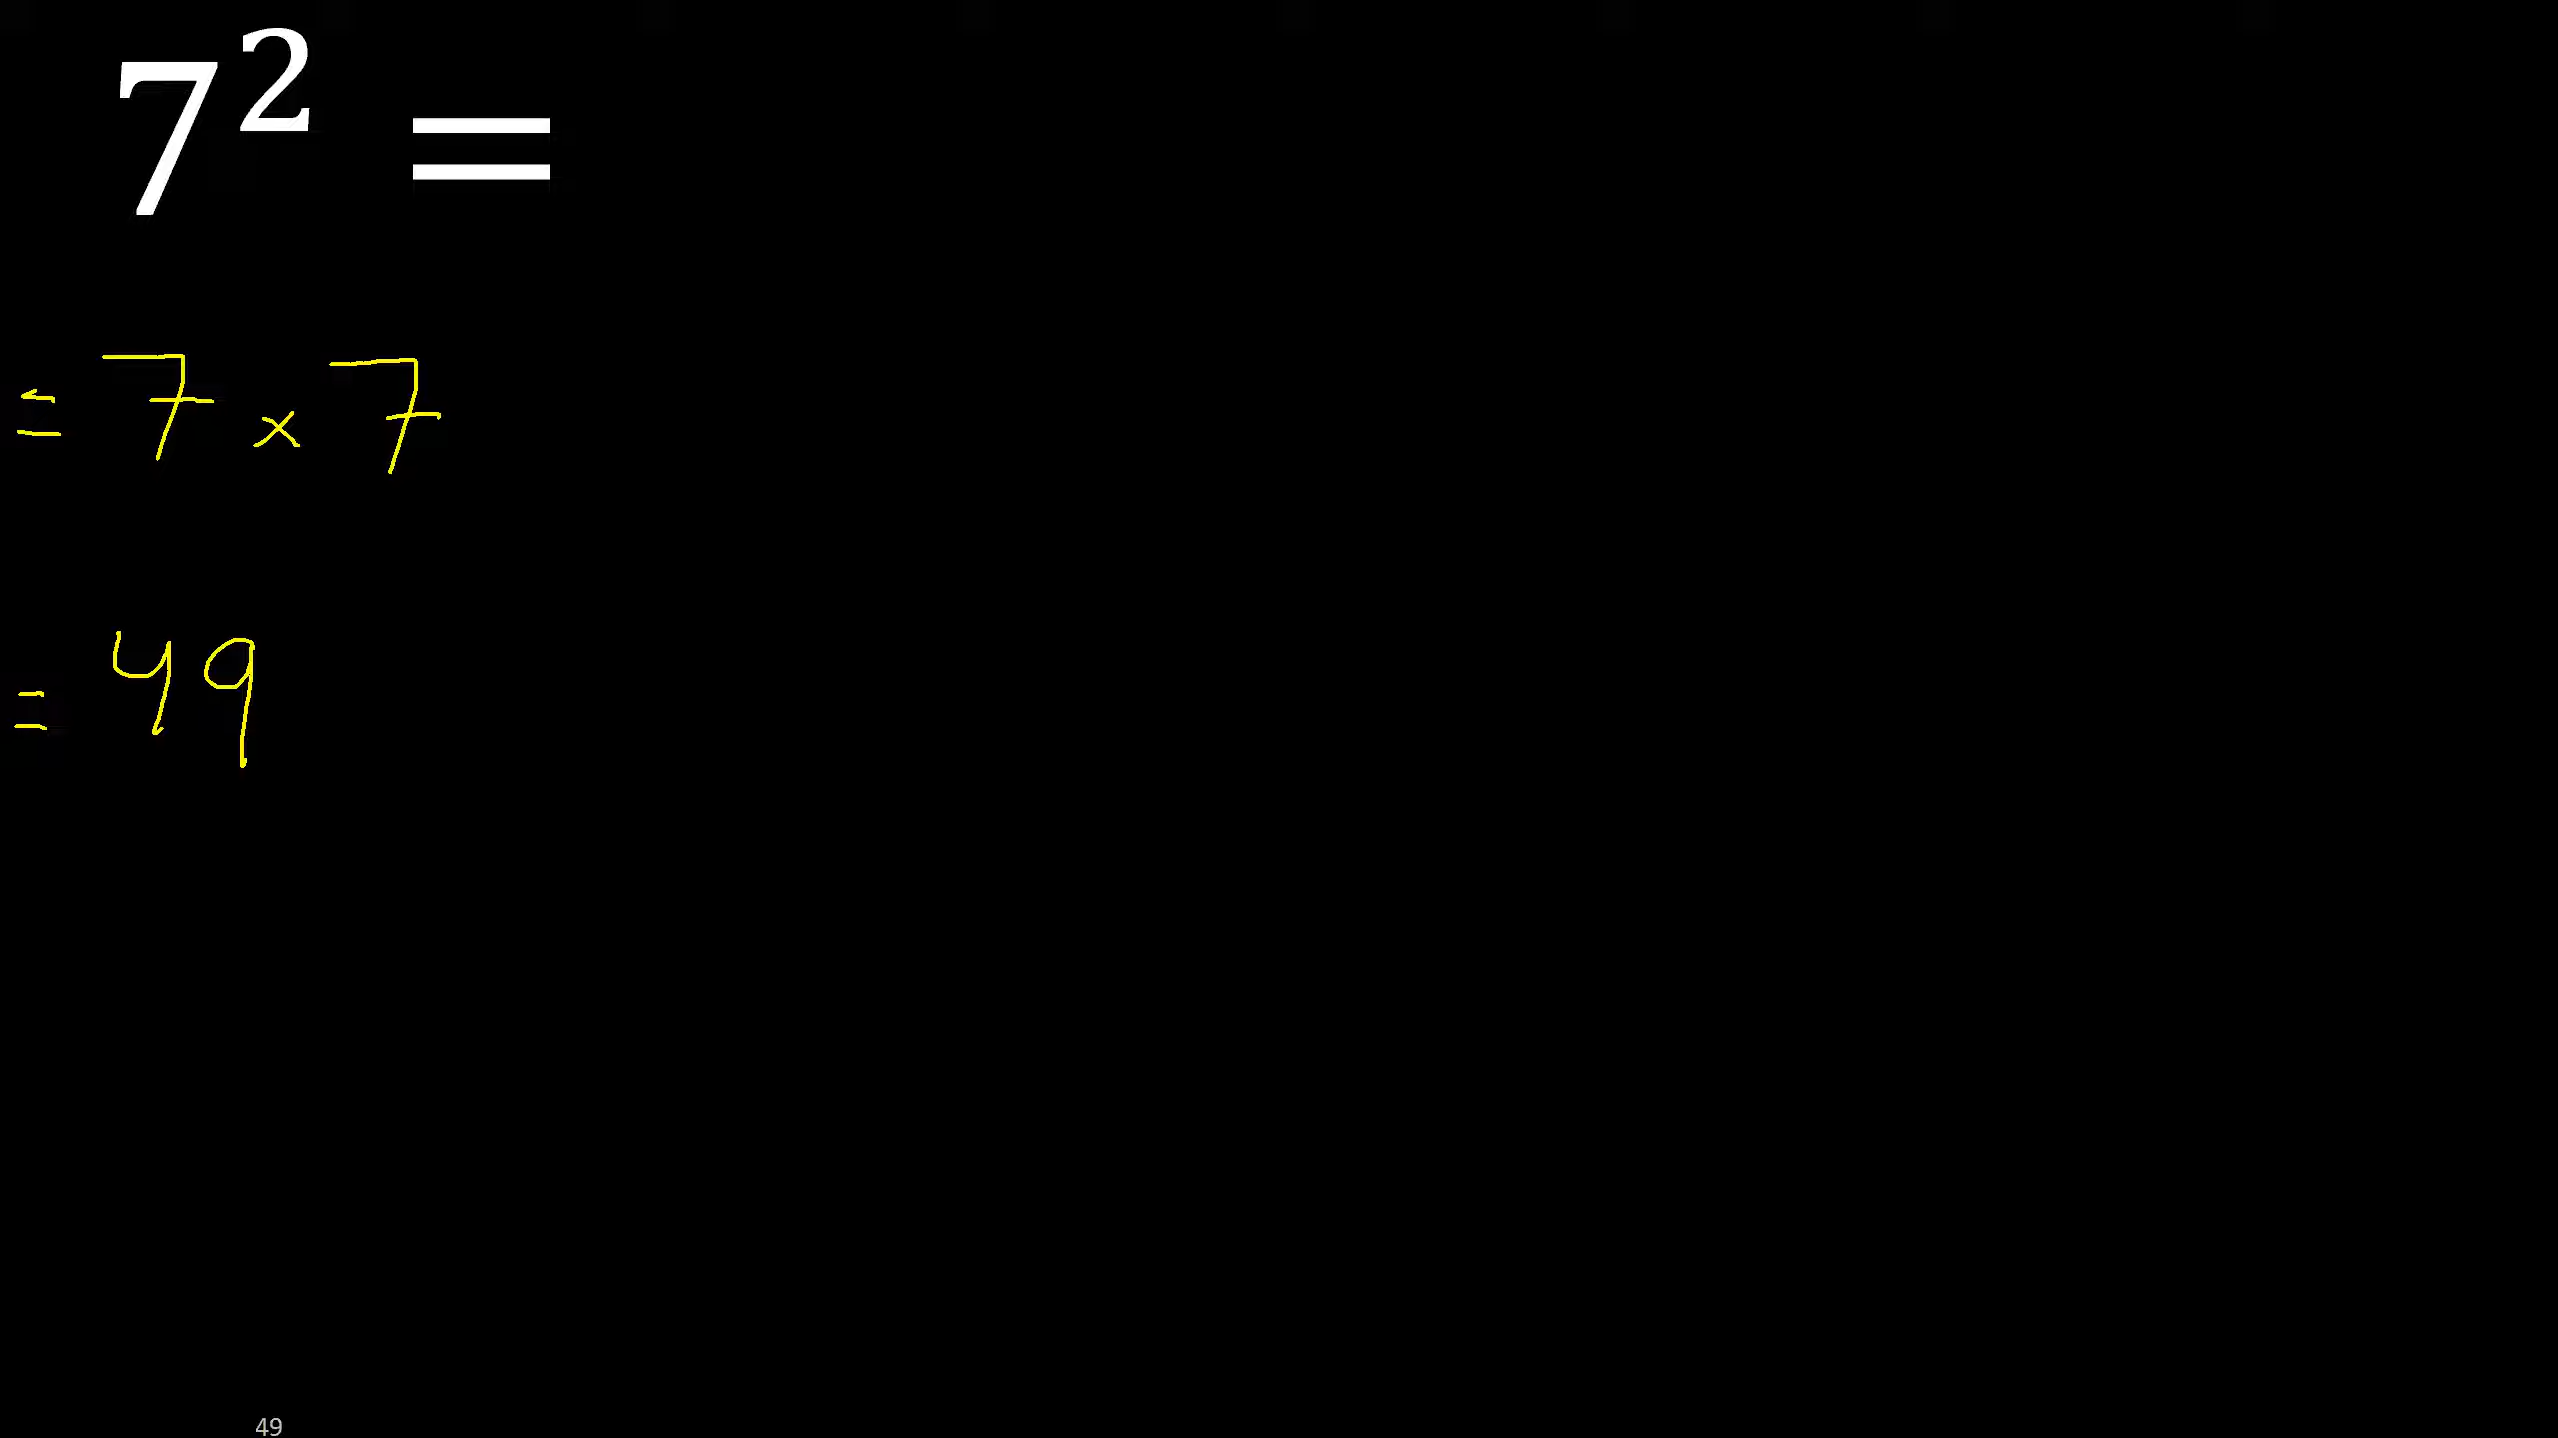 7² =
= 7 × 7
= 49
49